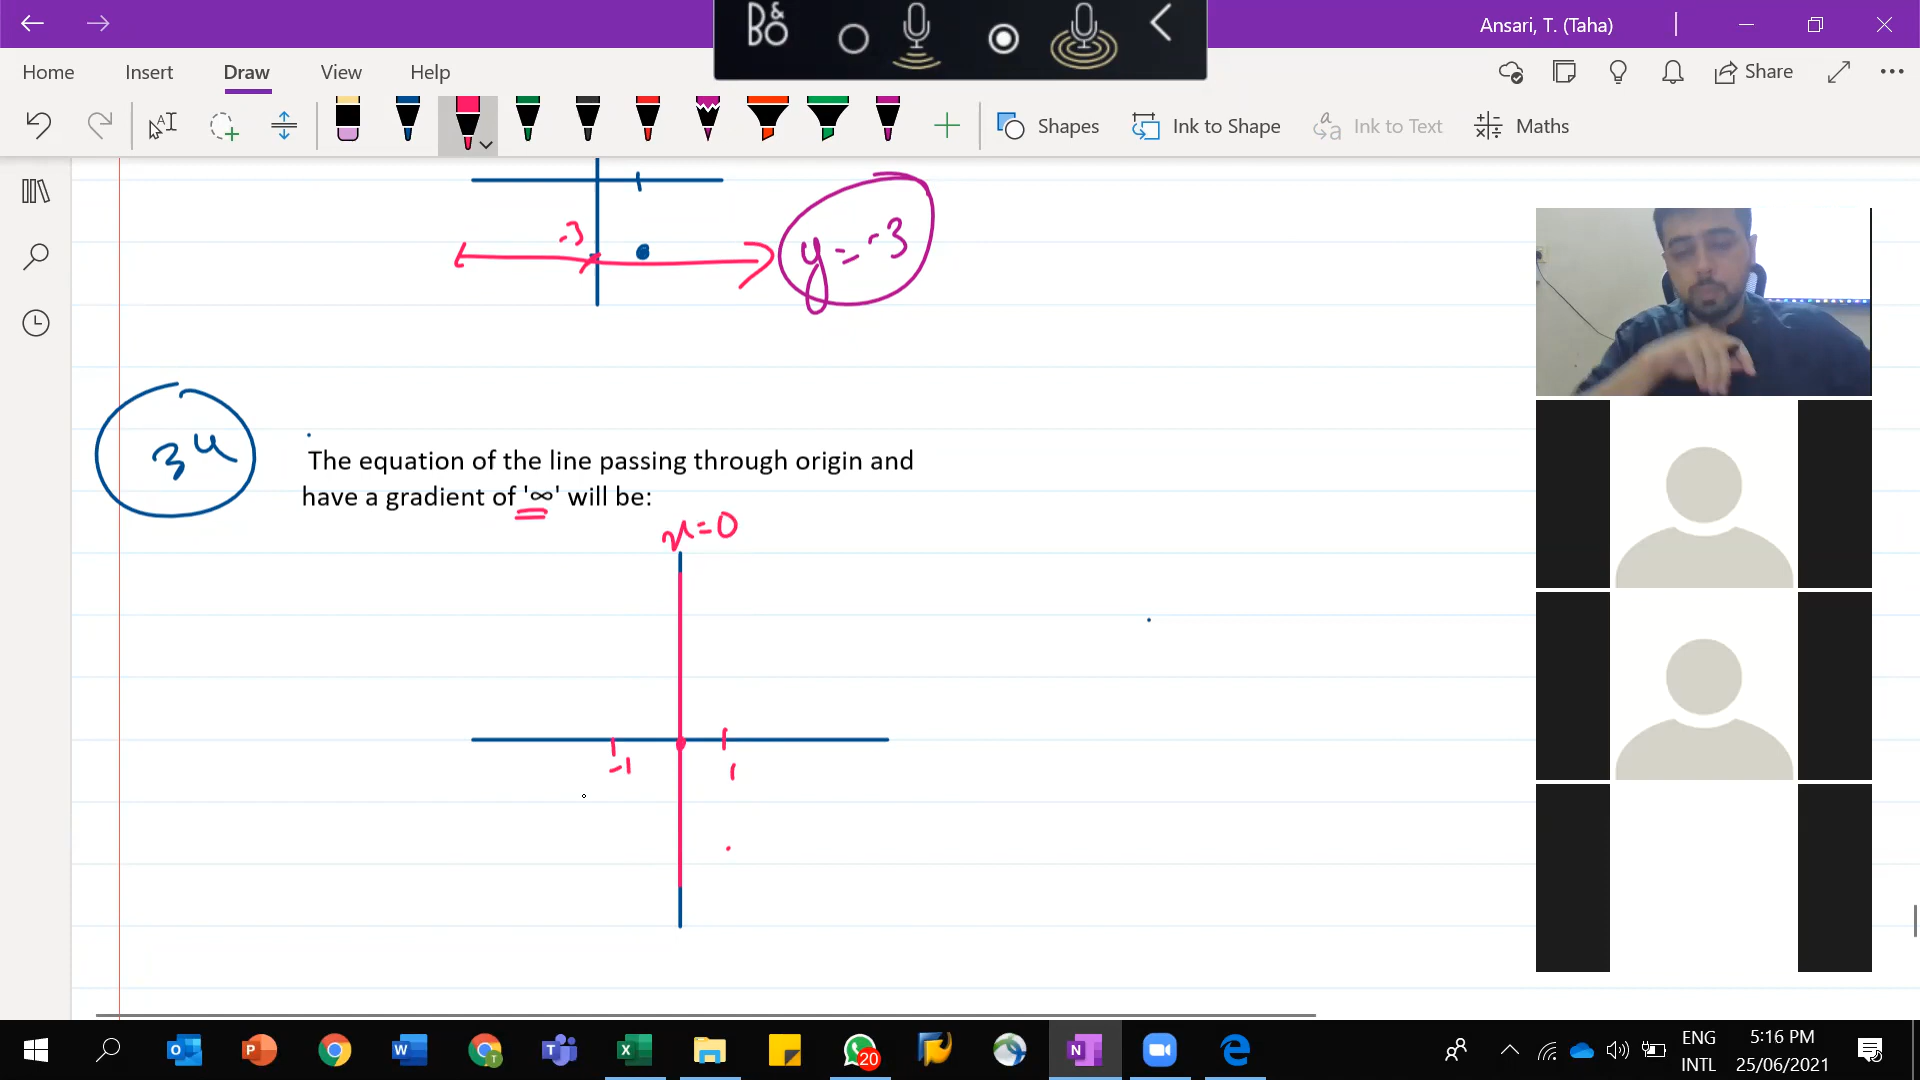 B&O
Ansari, T. (Taha)
Home Insert Draw View Help
Share
Shapes Ink to Shape Ink to Text Maths
-3
y=-3
34
The equation of the line passing through origin and
have a gradient of '∞' will be:
x=0
-1 1
20
ENG 5:16 PM
INTL 25/06/2021